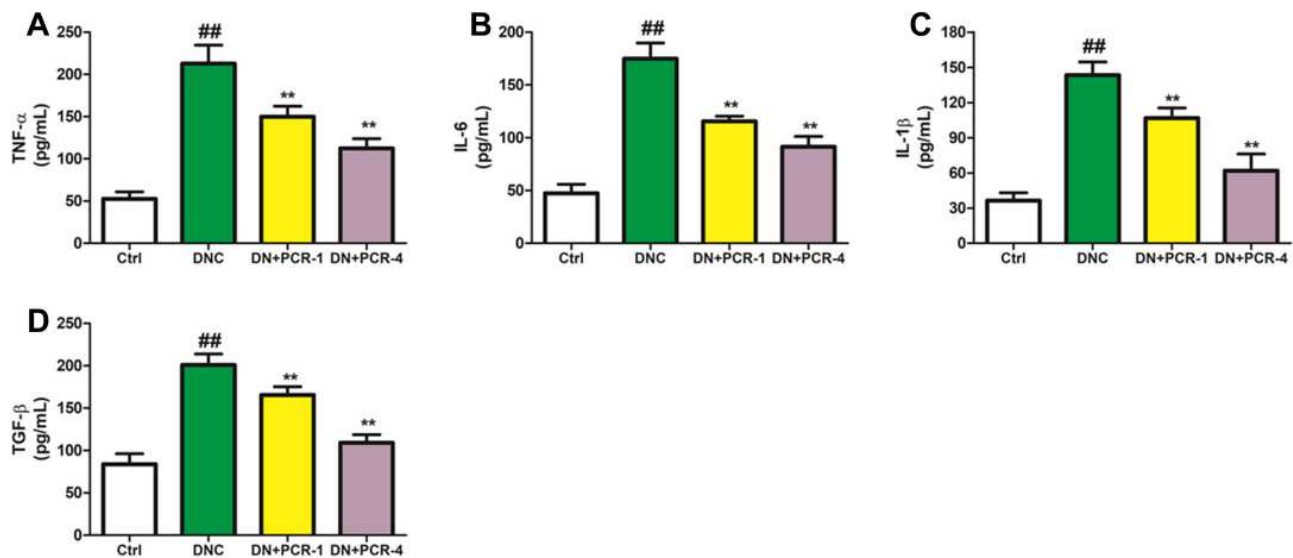 A
TNF-α
(pg/mL)
250
200
150
100
50
0
##
**
**
Ctrl DNC DN+PCR-1 DN+PCR-4
B
IL-6
(pg/mL)
200
150
100
50
0
##
**
**
Ctrl DNC DN+PCR-1 DN+PCR-4
C
IL-1β
(pg/mL)
180
150
120
90
60
30
0
##
**
**
Ctrl DNC DN+PCR-1 DN+PCR-4
D
TGF-β
(pg/mL)
250
200
150
100
50
0
##
**
**
Ctrl DNC DN+PCR-1 DN+PCR-4